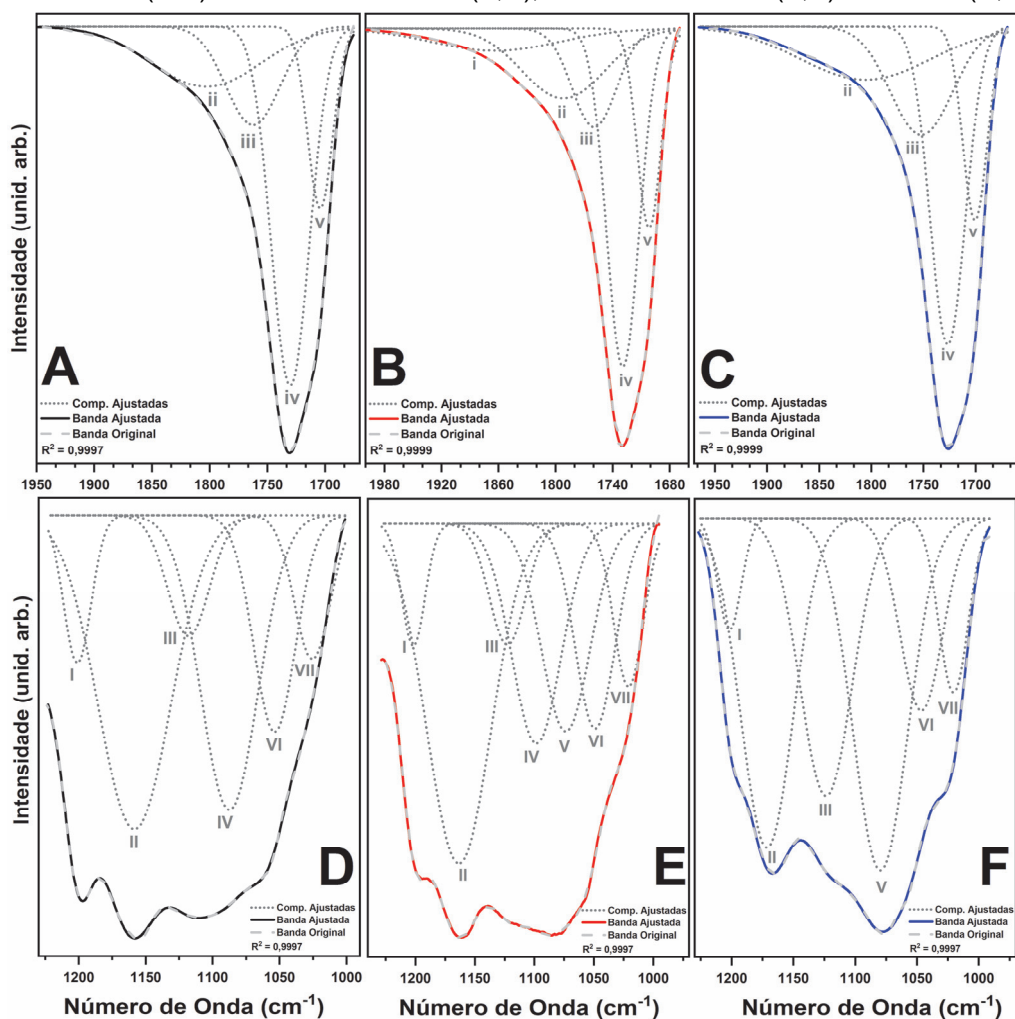 ii
iii
iv
v
A
Comp. Ajustadas
Banda Ajustada
Banda Original
R² = 0,9997
Intensidade (unid. arb.)
1950 1900 1850 1800 1750 1700
i
ii
iii
iv
v
B
Comp. Ajustadas
Banda Ajustada
Banda Original
R² = 0,9999
1980 1920 1860 1800 1740 1680
ii
iii
iv
v
C
Comp. Ajustadas
Banda Ajustada
Banda Original
R² = 0,9999
1950 1900 1850 1800 1750 1700
I
II
III
IV
VI
VII
D
Comp. Ajustadas
Banda Ajustada
Banda Original
R² = 0,9997
Intensidade (unid. arb.)
1200 1150 1100 1050 1000
Número de Onda (cm⁻¹)
I
II
III
IV
V
VI
VII
E
Comp. Ajustadas
Banda Ajustada
Banda Original
R² = 0,9997
1200 1150 1100 1050 1000
Número de Onda (cm⁻¹)
I
II
III
V
VI
VII
F
Comp. Ajustadas
Banda Ajustada
Banda Original
R² = 0,9997
1200 1150 1100 1050 1000
Número de Onda (cm⁻¹)